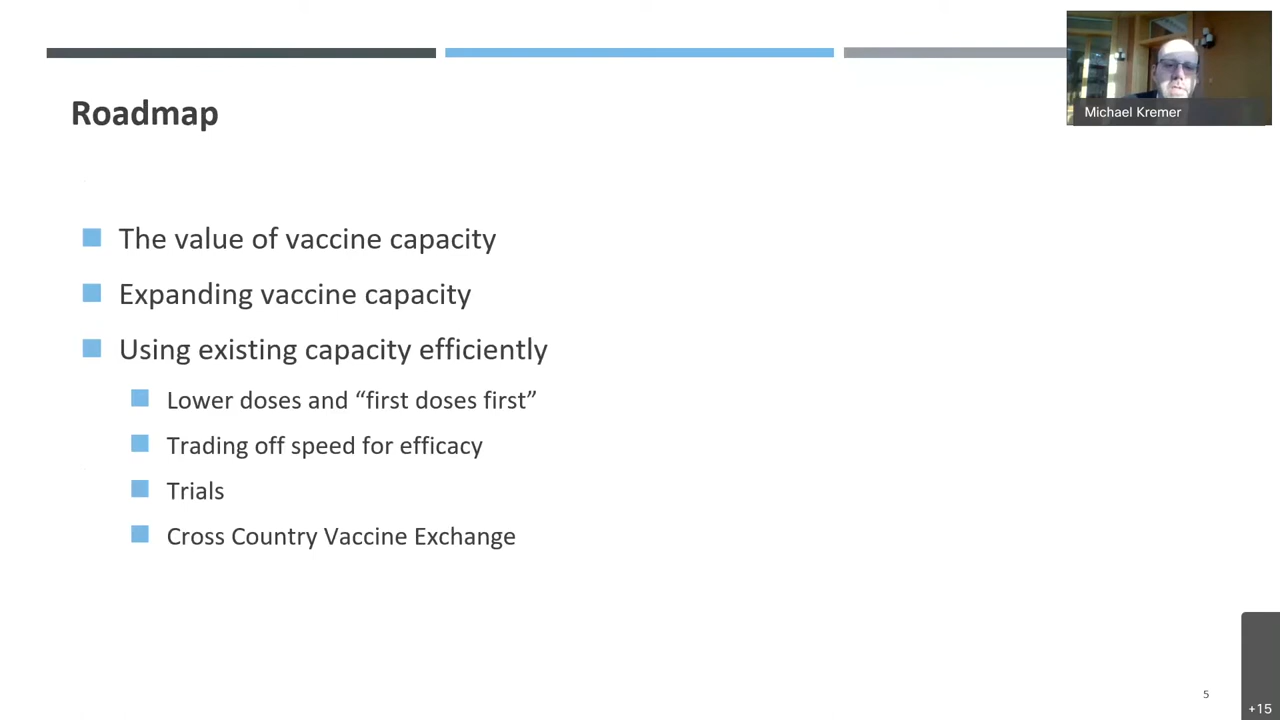 Michael Kremer
Roadmap
The value of vaccine capacity
Expanding vaccine capacity
Using existing capacity efficiently
Lower doses and “first doses first”
Trading off speed for efficacy
Trials
Cross Country Vaccine Exchange
5
+15